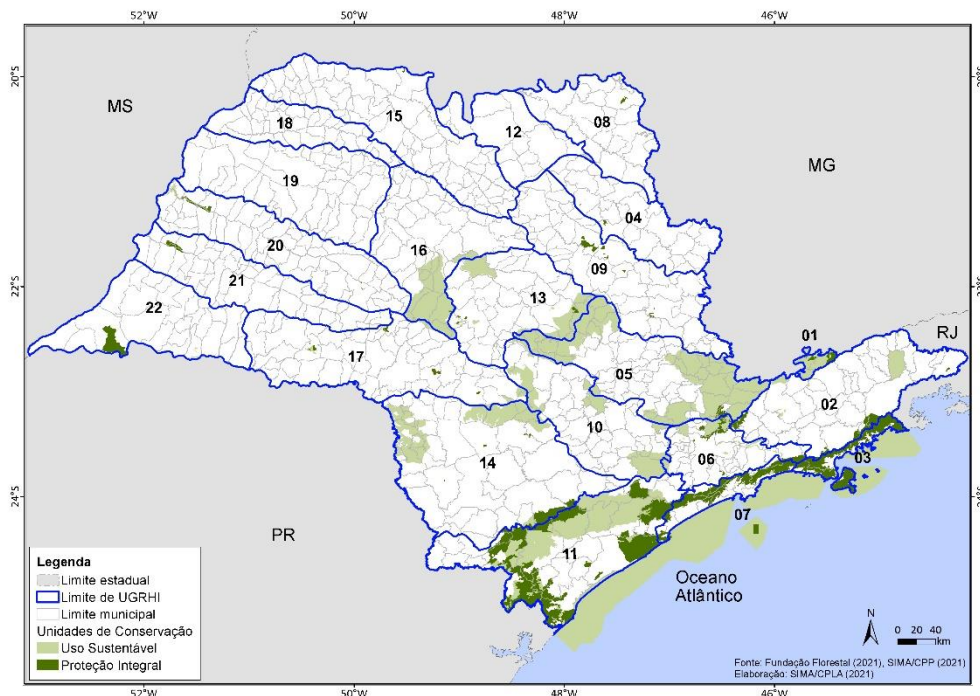 52°W 50°W 48°W 46°W
20°S 20°S
MS
18
15
12
08
19
MG
04
20
16
09
22°S 22°S
21
13
22
01
RJ
17
05
02
10
03
14
06
24°S 24°S
07
PR
11
Oceano
Atlântico
Legenda
Limite estadual
Limite de UGRHI
Limite municipal
Unidades de Conservação
Uso Sustentável
Proteção Integral
N
0 20 40
km
Fonte: Fundação Florestal (2021), SIMA/CPP (2021)
Elaboração: SIMA/CPLA (2021)
52°W 50°W 48°W 46°W